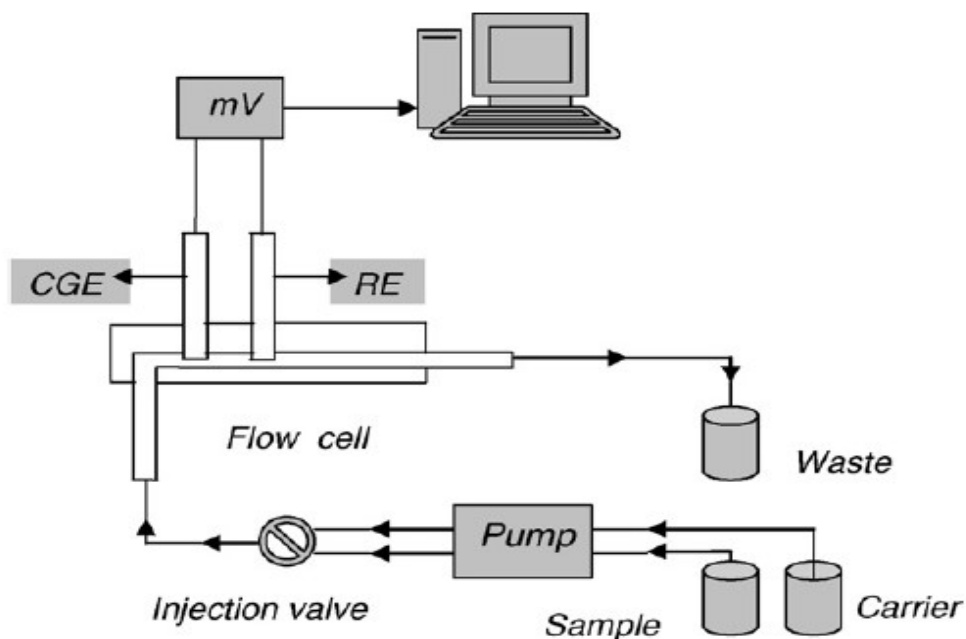 mV
CGE
RE
Flow cell
Waste
Pump
Injection valve
Sample
Carrier